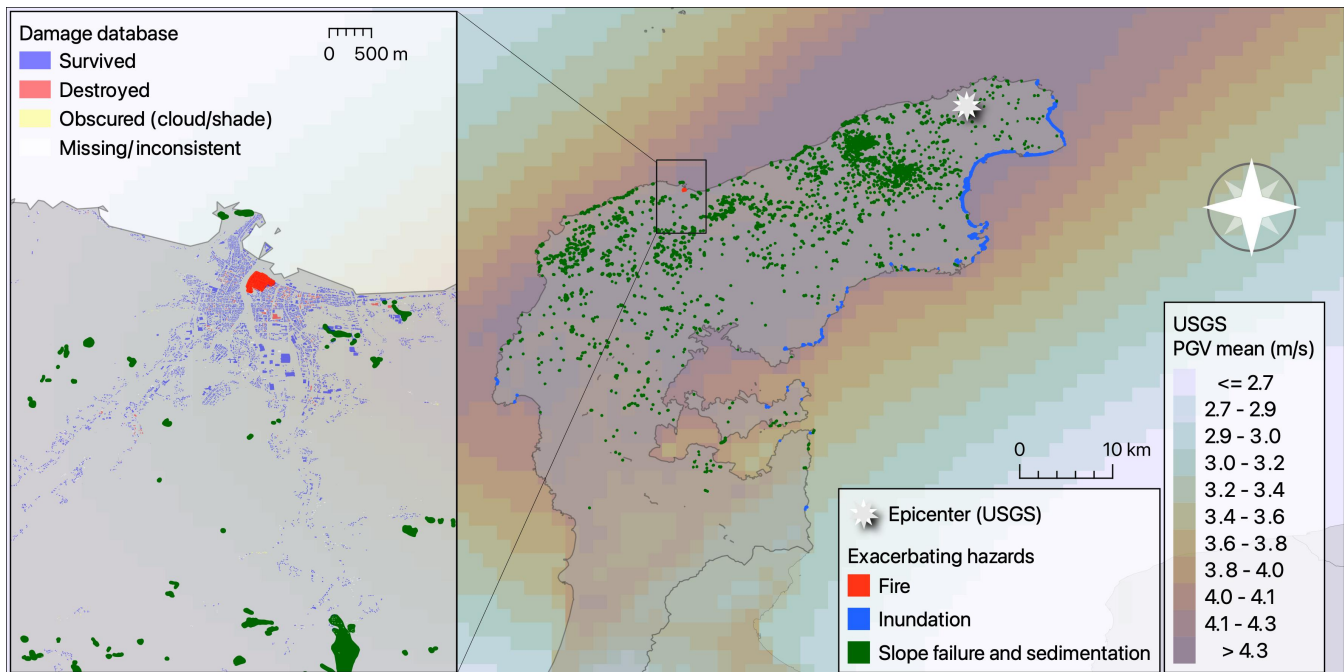 Damage database
Survived
Destroyed
Obscured (cloud/shade)
Missing/inconsistent
0 500 m
0 10 km
Epicenter (USGS)
Exacerbating hazards
Fire
Inundation
Slope failure and sedimentation
USGS
PGV mean (m/s)
<= 2.7
2.7 - 2.9
2.9 - 3.0
3.0 - 3.2
3.2 - 3.4
3.4 - 3.6
3.6 - 3.8
3.8 - 4.0
4.0 - 4.1
4.1 - 4.3
> 4.3